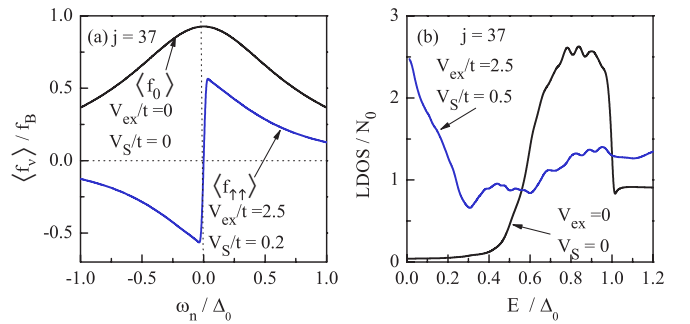 (a) j = 37
⟨f₀⟩
V_ex/t =0
V_S/t =0
⟨f↑↑⟩
V_ex/t=2.5
V_S/t =0.2
⟨f_ν⟩ / f_B
1.0
0.5
0.0
-0.5
-1.0 -0.5 0.0 0.5 1.0
ω_n / Δ₀
(b) j = 37
V_ex/t=2.5
V_S/t =0.5
V_ex=0
V_S= 0
LDOS / N₀
3
2
1
0
0.0 0.2 0.4 0.6 0.8 1.0 1.2
E / Δ₀